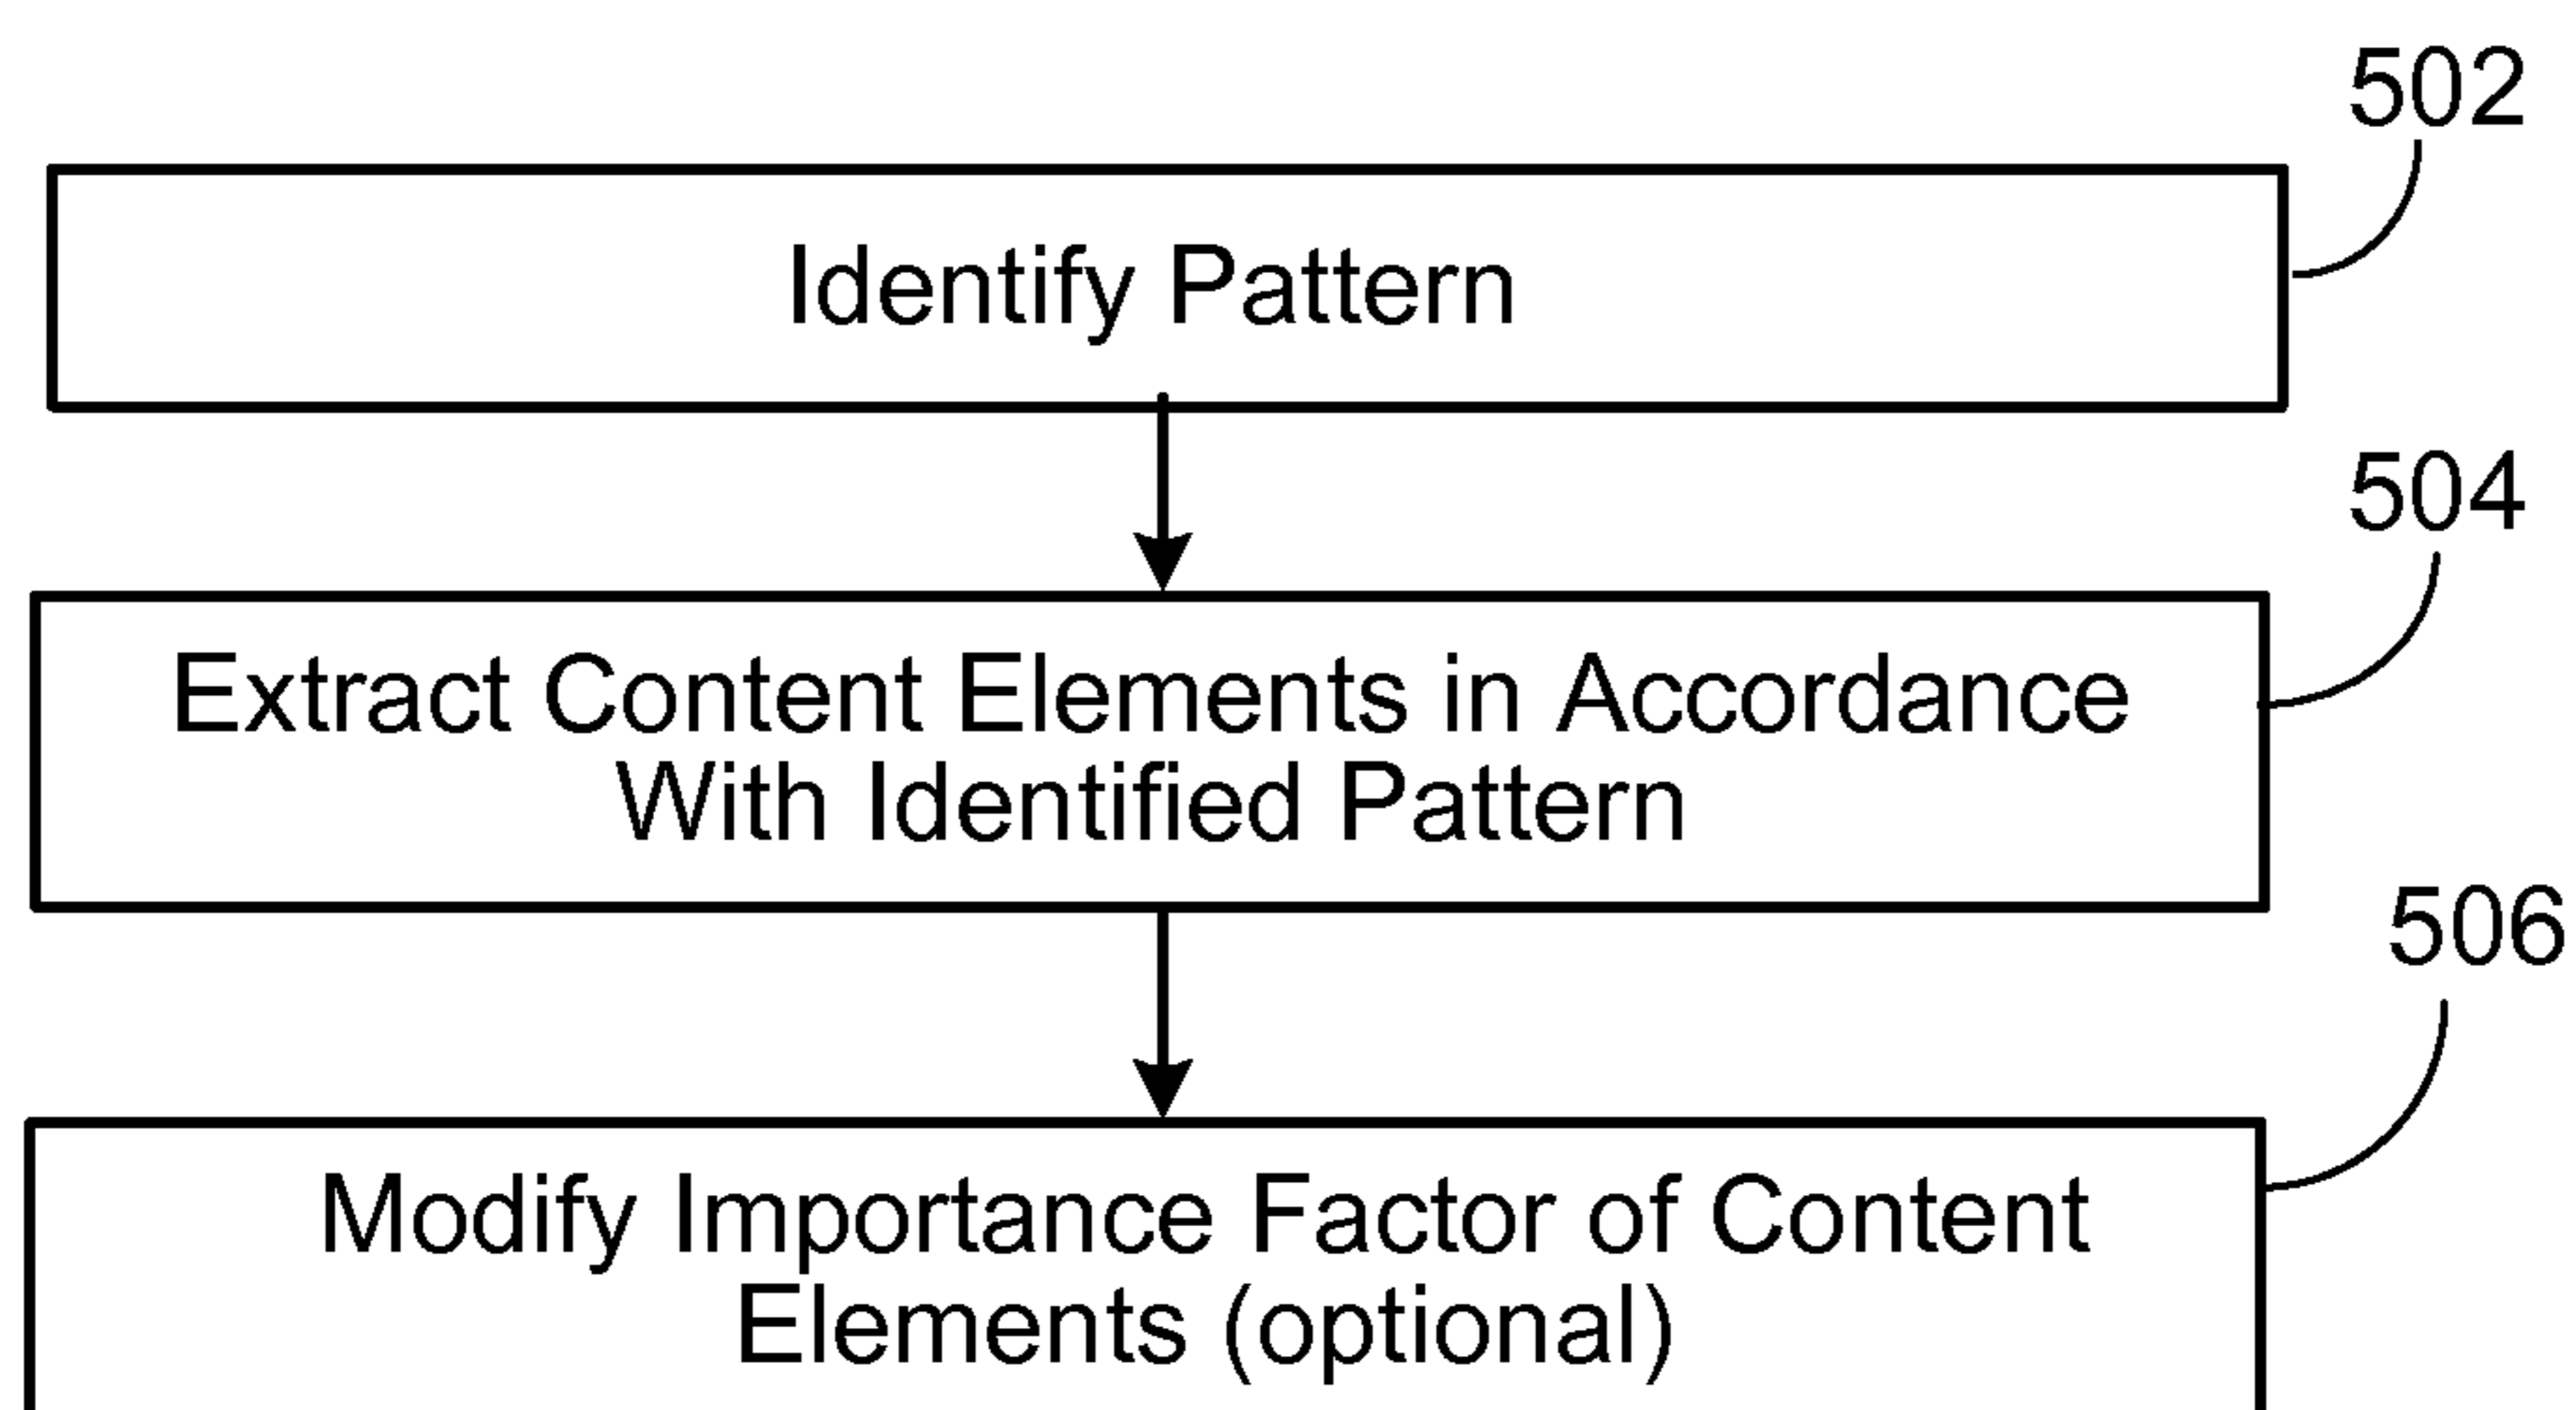 502
Identify Pattern
504
Extract Content Elements in Accordance
With Identified Pattern
506
Modify Importance Factor of Content
Elements (optional)